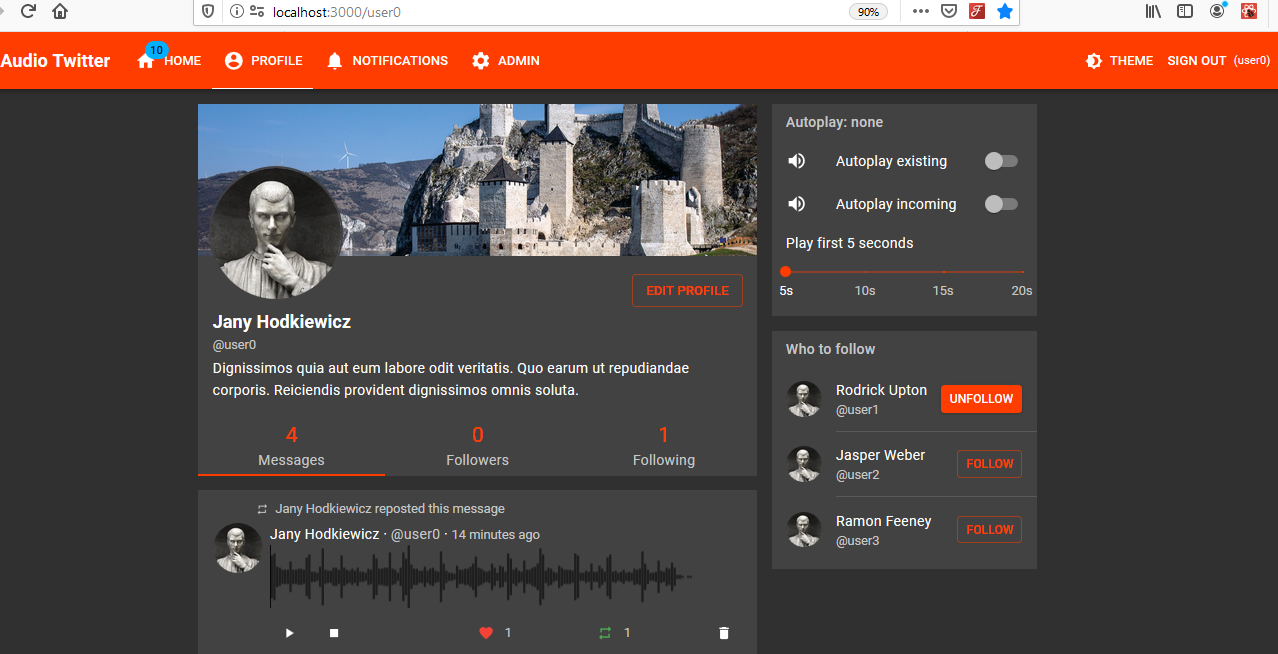 localhost:3000/user0
90%
Audio Twitter
10
HOME
PROFILE
NOTIFICATIONS
ADMIN
THEME
SIGN OUT (user0)
EDIT PROFILE
Jany Hodkiewicz
@user0
Dignissimos quia aut eum labore odit veritatis. Quo earum ut repudiandae
corporis. Reiciendis provident dignissimos omnis soluta.
4
Messages
0
Followers
1
Following
Jany Hodkiewicz reposted this message
Jany Hodkiewicz · @user0 · 14 minutes ago
1
1
Autoplay: none
Autoplay existing
Autoplay incoming
Play first 5 seconds
5s 10s 15s 20s
Who to follow
Rodrick Upton
@user1
UNFOLLOW
Jasper Weber
@user2
FOLLOW
Ramon Feeney
@user3
FOLLOW